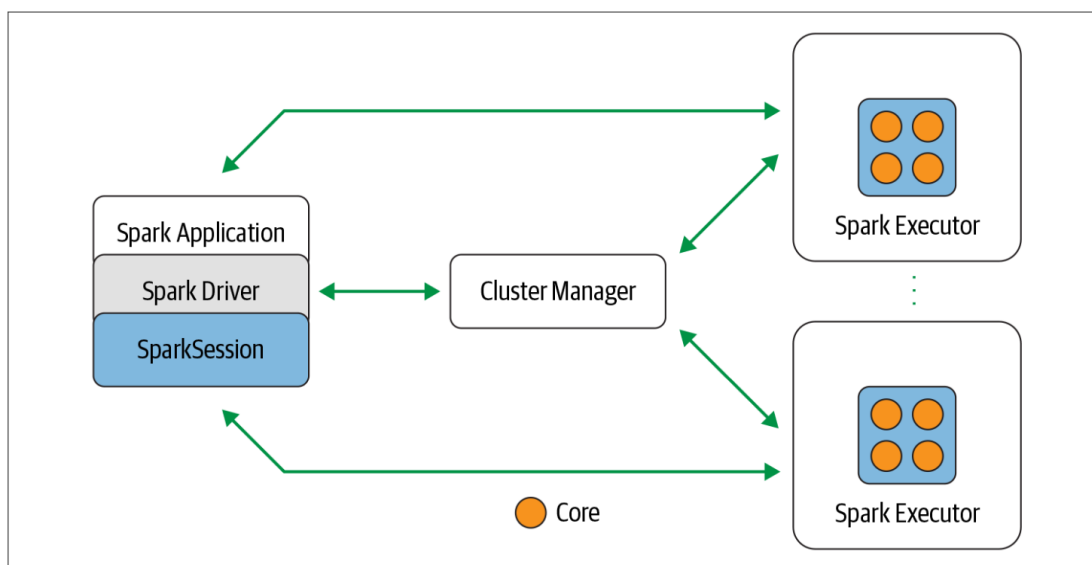 Spark Application
Spark Driver
SparkSession
Cluster Manager
Spark Executor
Spark Executor
Core